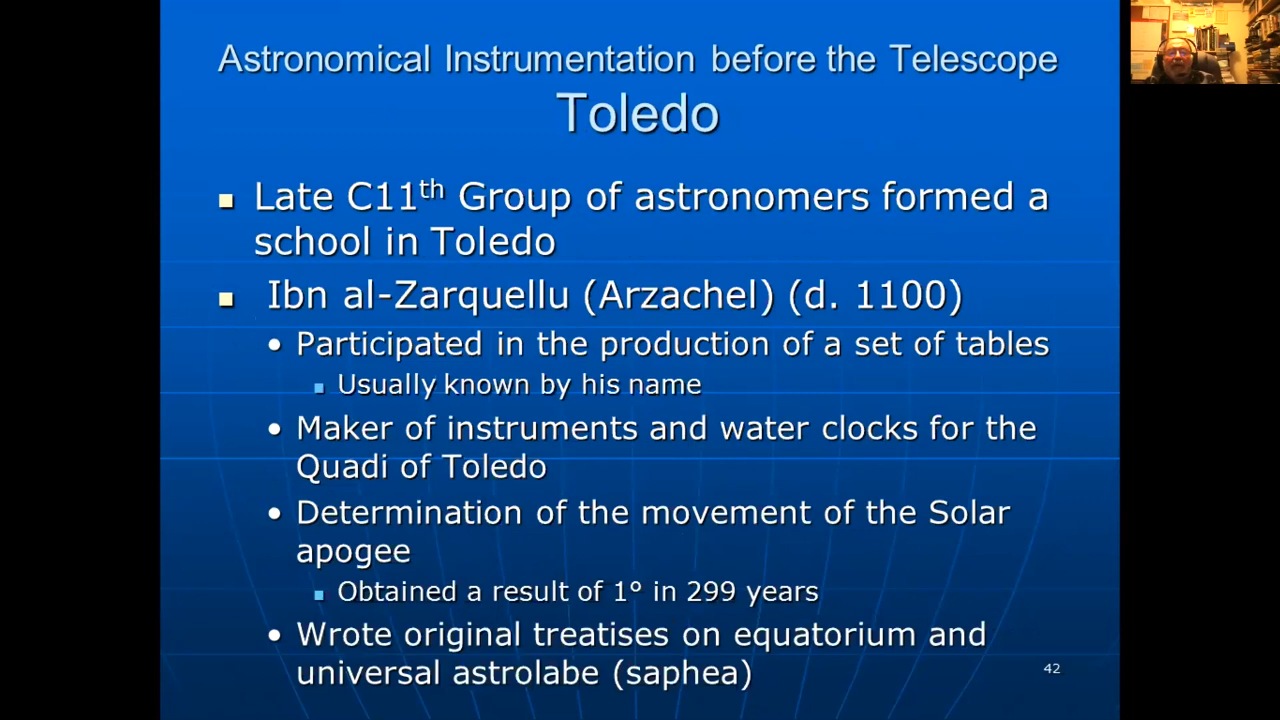 Astronomical Instrumentation before the Telescope
Toledo
Late C11th Group of astronomers formed a
school in Toledo
Ibn al-Zarquellu (Arzachel) (d. 1100)
Participated in the production of a set of tables
Usually known by his name
Maker of instruments and water clocks for the
Quadi of Toledo
Determination of the movement of the Solar
apogee
Obtained a result of 1° in 299 years
Wrote original treatises on equatorium and
universal astrolabe (saphea)
42